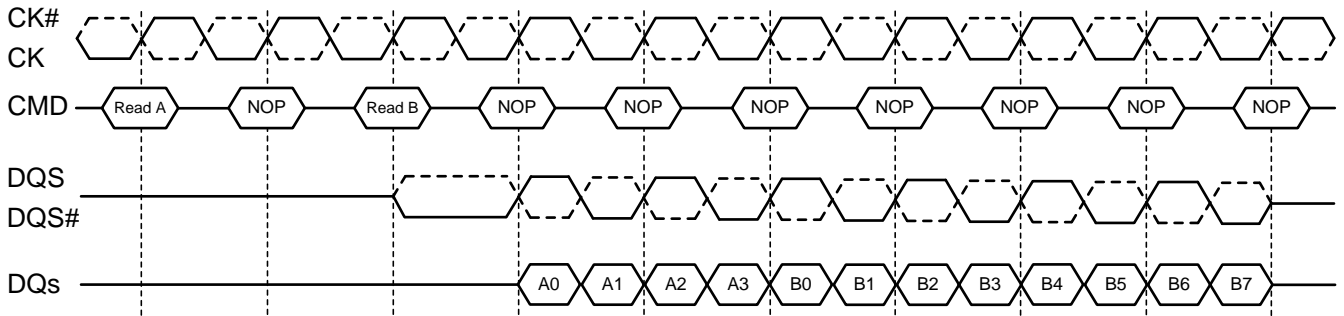 CK#
CK
CMD Read A NOP Read B NOP NOP NOP NOP NOP NOP NOP
DQS
DQS#
DQs A0 A1 A2 A3 B0 B1 B2 B3 B4 B5 B6 B7